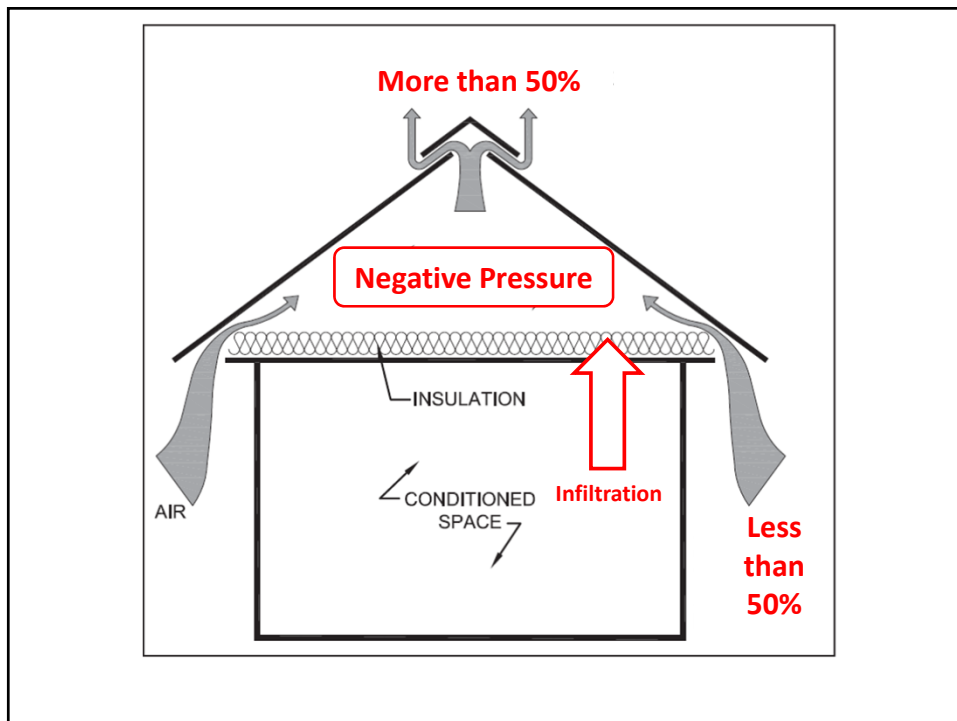 More than 50%
Negative Pressure
INSULATION
Infiltration
CONDITIONED
SPACE
AIR
Less
than
50%